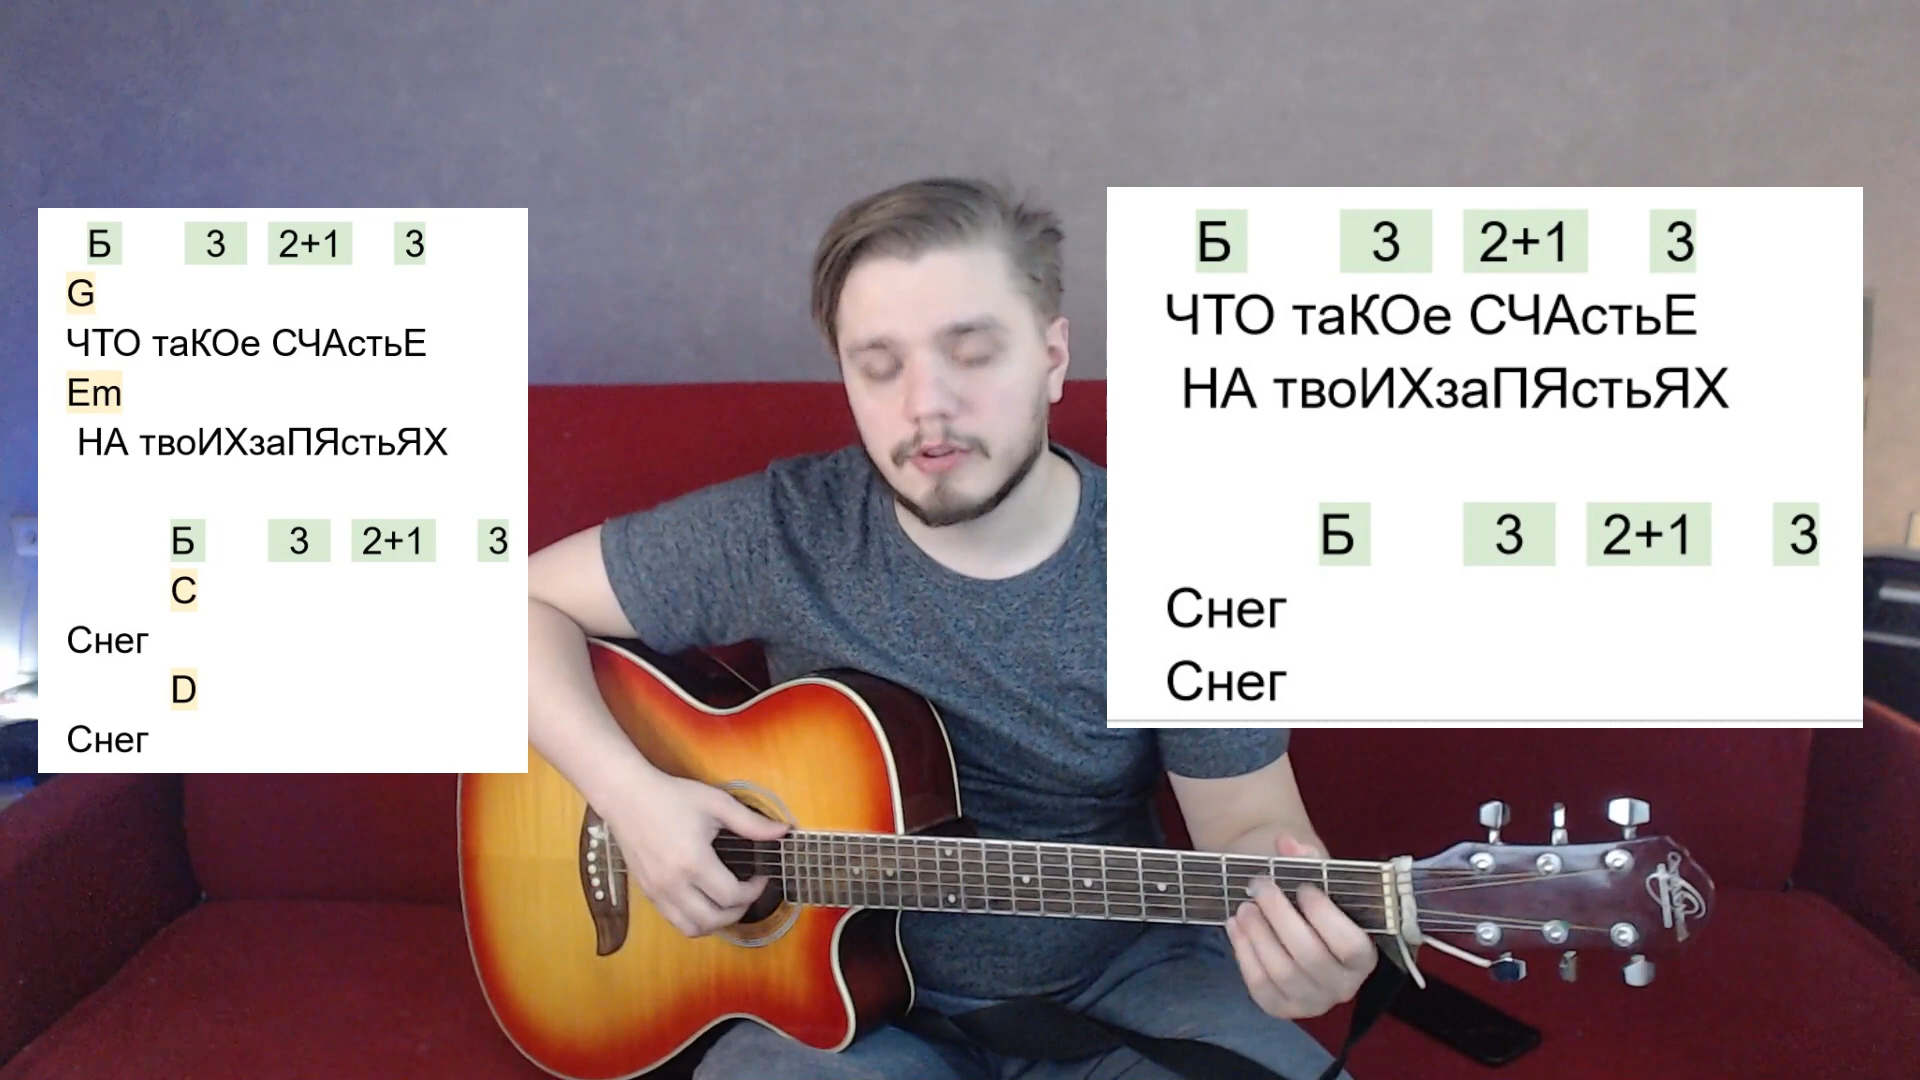 Б 3 2+1 3
G
ЧТО таКОе СЧАстьЕ
Em
НА твоИХзаПЯстьЯХ
Б 3 2+1 3
C
Снег
D
Снег
Б 3 2+1 3
ЧТО таКОе СЧАстьЕ
НА твоИХзаПЯстьЯХ
Б 3 2+1 3
Снег
Снег